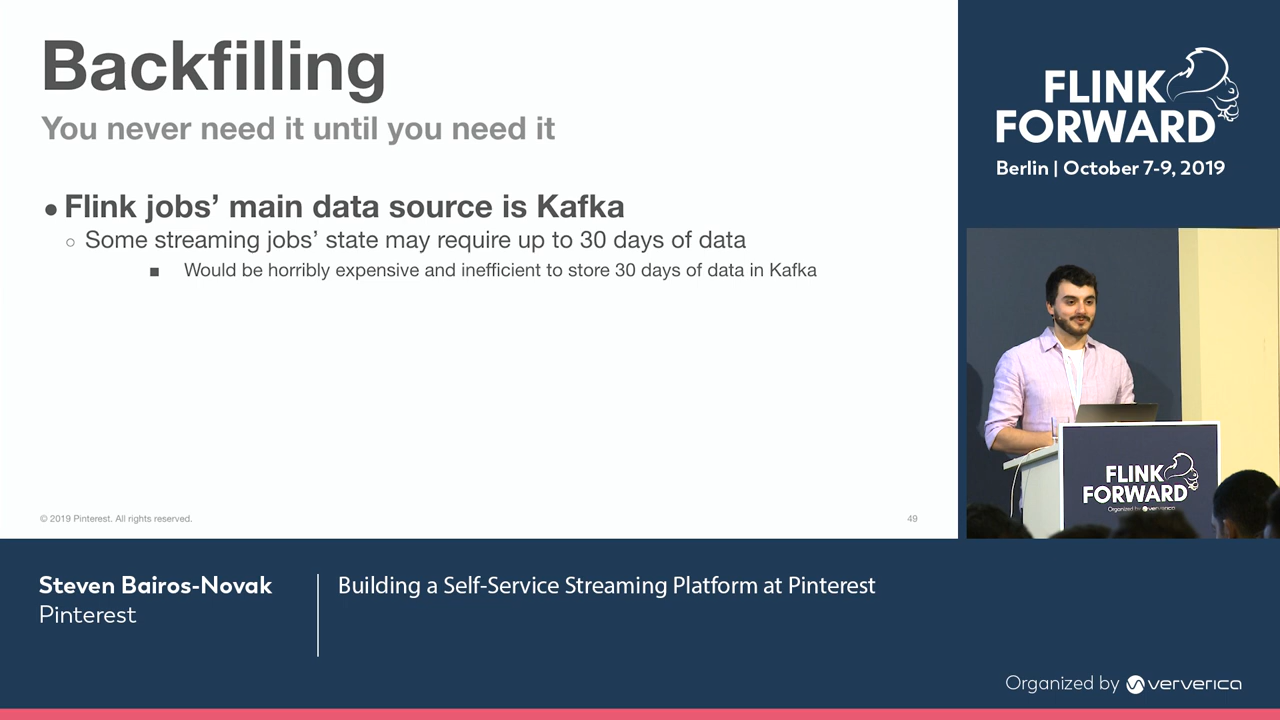 Backfilling
You never need it until you need it
● Flink jobs’ main data source is Kafka
○ Some streaming jobs’ state may require up to 30 days of data
■ Would be horribly expensive and inefficient to store 30 days of data in Kafka
© 2019 Pinterest. All rights reserved.
49
FLINK
FORWARD
Berlin | October 7-9, 2019
FLINK
FORWARD
Organized by ververica
Steven Bairos-Novak
Pinterest
Building a Self-Service Streaming Platform at Pinterest
Organized by ververica